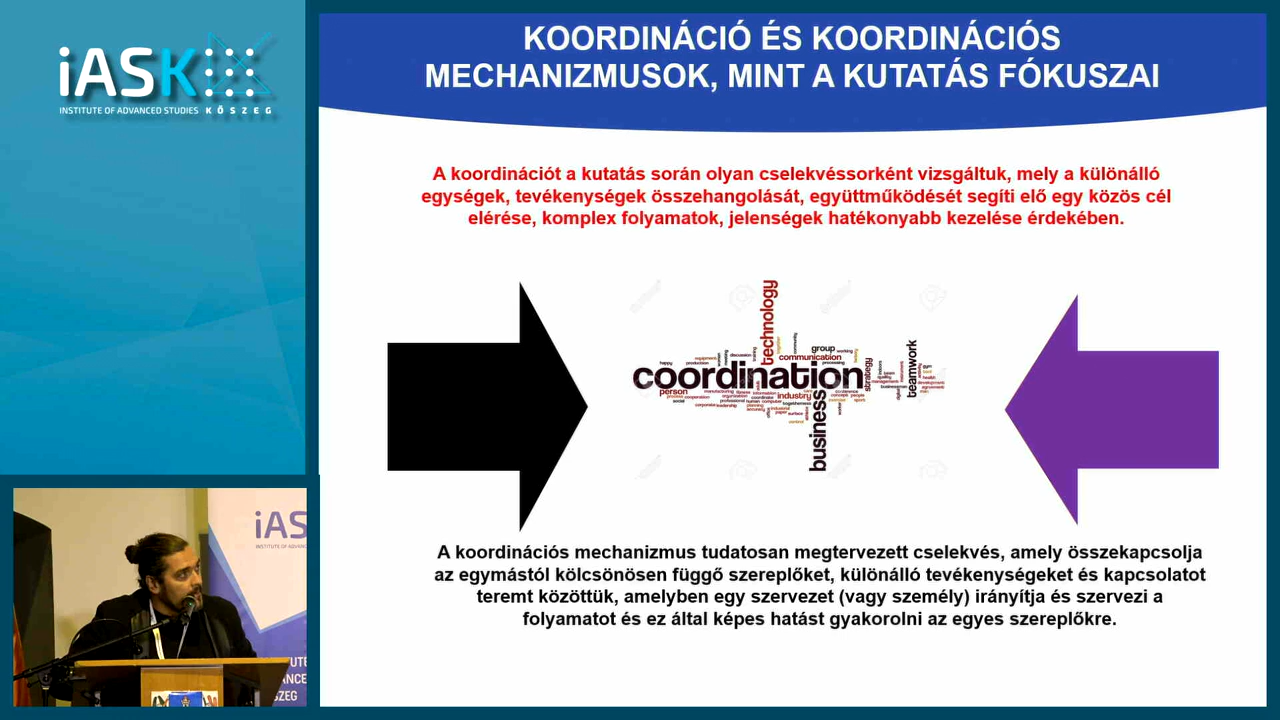 iASK
INSTITUTE OF ADVANCED STUDIES KŐSZEG
KOORDINÁCIÓ ÉS KOORDINÁCIÓS
MECHANIZMUSOK, MINT A KUTATÁS FÓKUSZAI
A koordinációt a kutatás során olyan cselekvéssorként vizsgáltuk, mely a különálló
egységek, tevékenységek összehangolását, együttműködését segíti elő egy közös cél
elérése, komplex folyamatok, jelenségek hatékonyabb kezelése érdekében.
technology
group
communication
coordination
strategy
teamwork
person
industry
business
A koordinációs mechanizmus tudatosan megtervezett cselekvés, amely összekapcsolja
az egymástól kölcsönösen függő szereplőket, különálló tevékenységeket és kapcsolatot
teremt közöttük, amelyben egy szervezet (vagy személy) irányítja és szervezi a
folyamatot és ez által képes hatást gyakorolni az egyes szereplőkre.
iAS